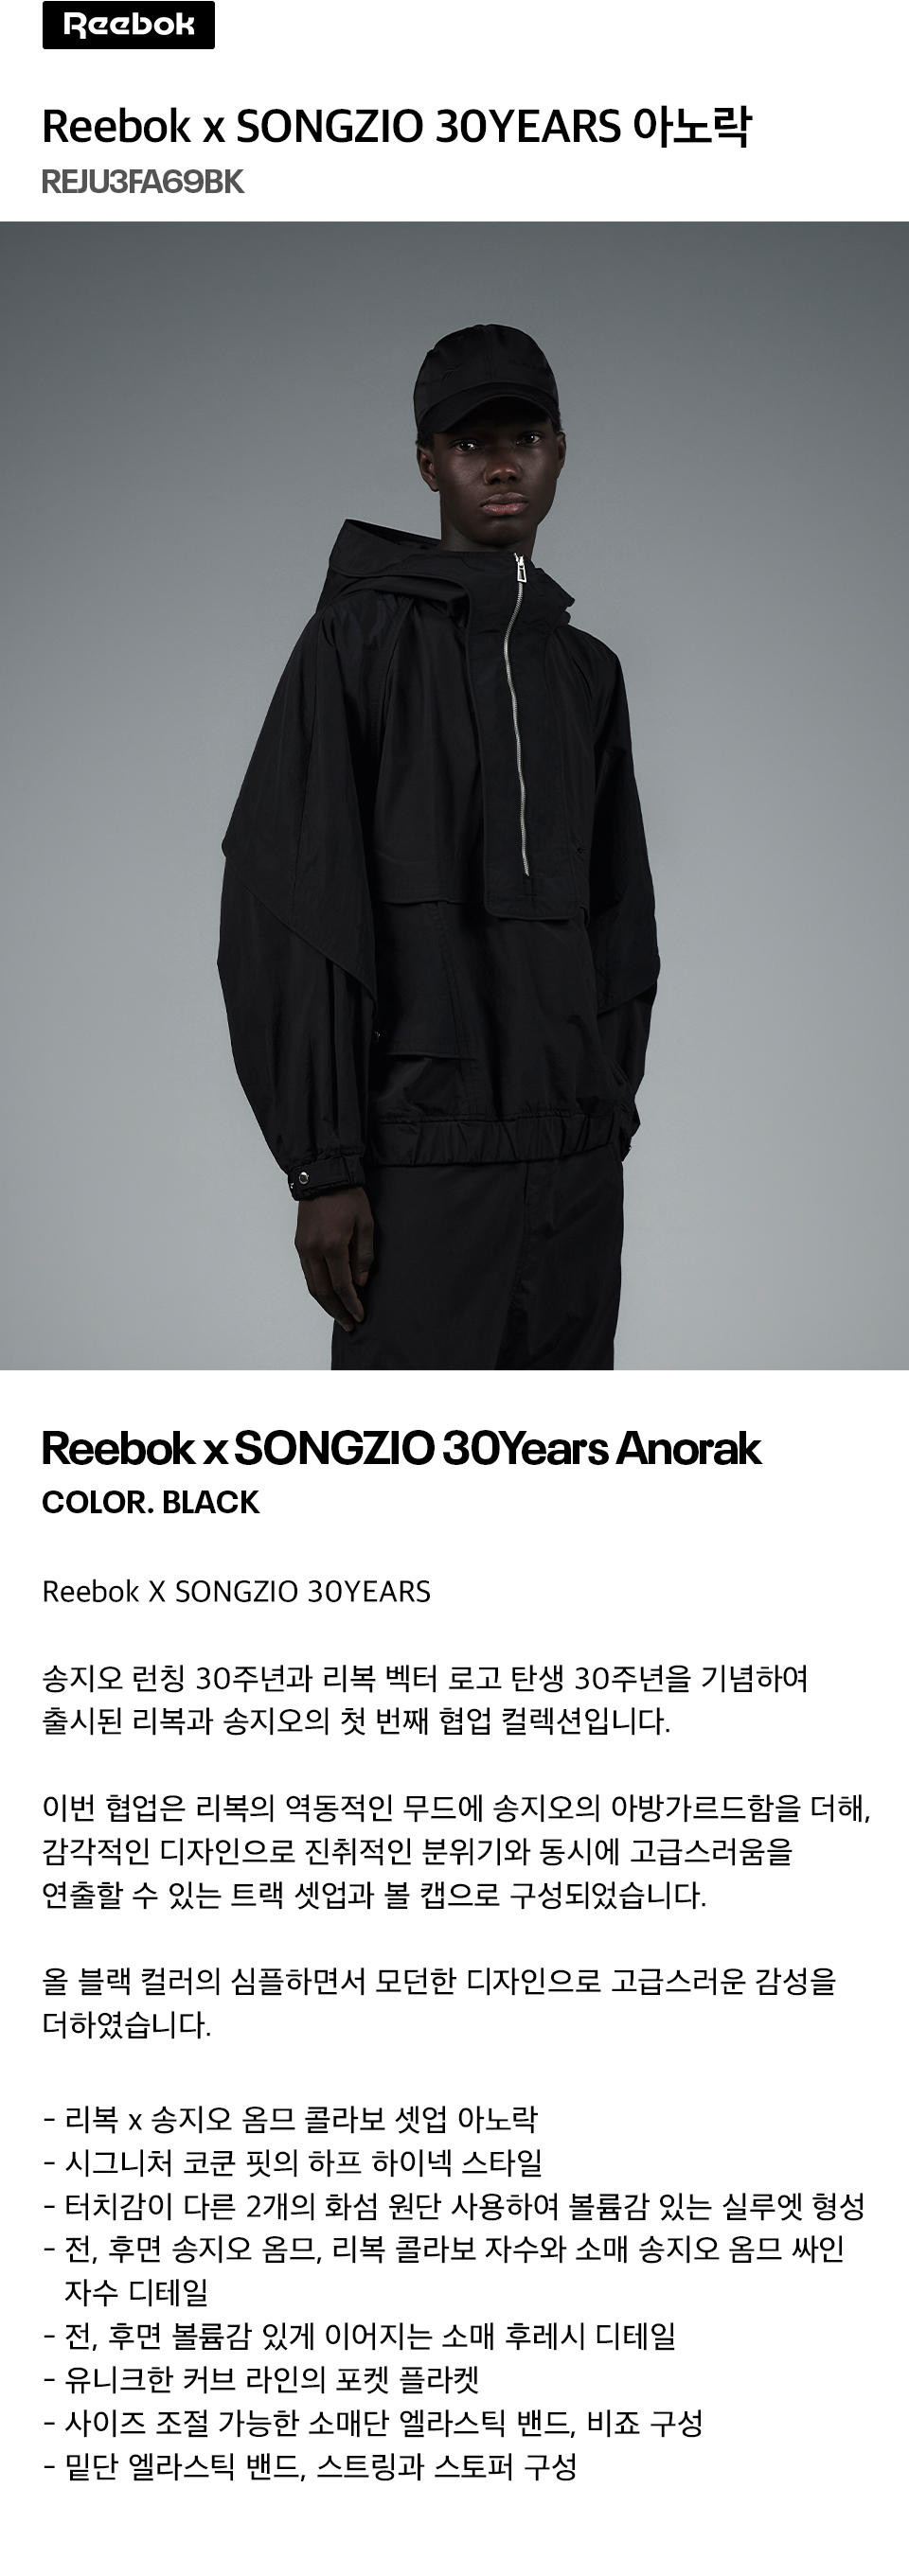 Reebok
Reebok x SONGZIO 30YEARS 아노락
REJU3FA69BK
Reebok x SONGZIO 30Years Anorak
COLOR. BLACK
Reebok X SONGZIO 30YEARS
송지오 런칭 30주년과 리복 벡터 로고 탄생 30주년을 기념하여
출시된 리복과 송지오의 첫 번째 협업 컬렉션입니다.
이번 협업은 리복의 역동적인 무드에 송지오의 아방가르드함을 더해,
감각적인 디자인으로 진취적인 분위기와 동시에 고급스러움을
연출할 수 있는 트랙 셋업과 볼 캡으로 구성되었습니다.
올 블랙 컬러의 심플하면서 모던한 디자인으로 고급스러운 감성을
더하였습니다.
- 리복 x 송지오 옴므 콜라보 셋업 아노락
- 시그니처 코쿤 핏의 하프 하이넥 스타일
- 터치감이 다른 2개의 화섬 원단 사용하여 볼륨감 있는 실루엣 형성
- 전, 후면 송지오 옴므, 리복 콜라보 자수와 소매 송지오 옴므 싸인
자수 디테일
- 전, 후면 볼륨감 있게 이어지는 소매 후레시 디테일
- 유니크한 커브 라인의 포켓 플라켓
- 사이즈 조절 가능한 소매단 엘라스틱 밴드, 비죠 구성
- 밑단 엘라스틱 밴드, 스트링과 스토퍼 구성